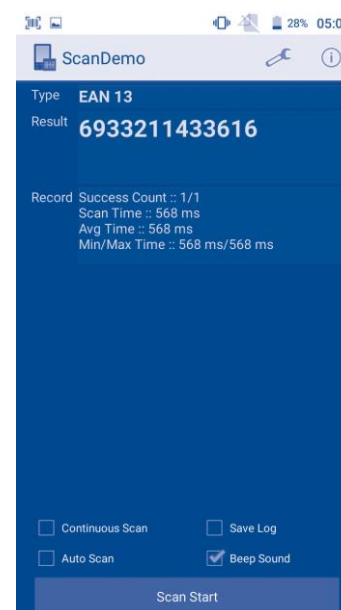 28% 05:0
ScanDemo
Type EAN 13
Result 6933211433616
Record Success Count :: 1/1
Scan Time :: 568 ms
Avg Time :: 568 ms
Min/Max Time :: 568 ms/568 ms
Continuous Scan Save Log
Auto Scan Beep Sound
Scan Start